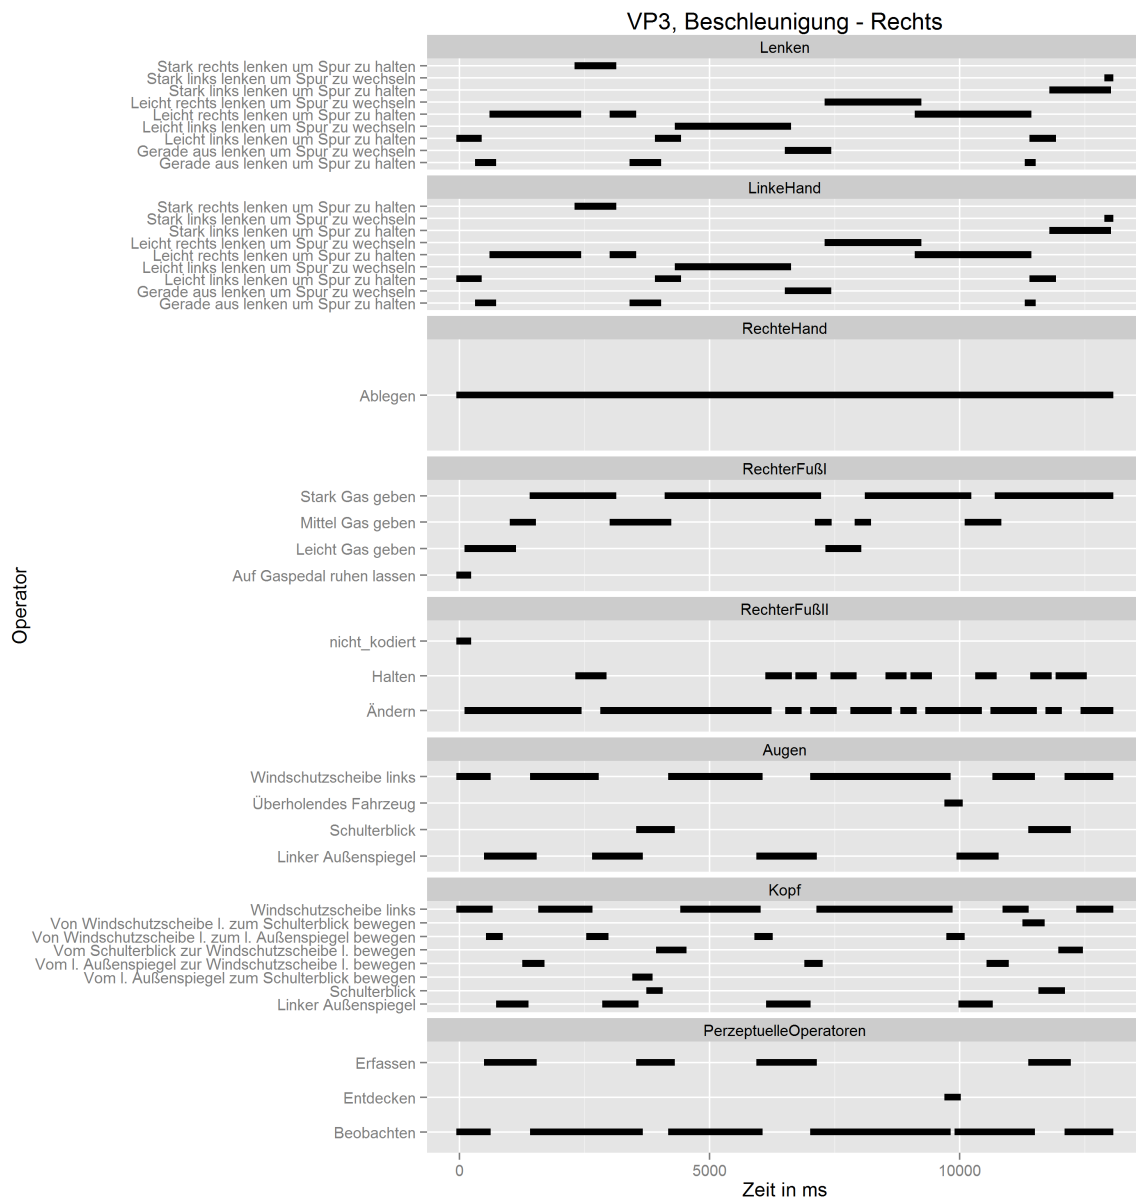 VP3, Beschleunigung - Rechts
Lenken
Stark rechts lenken um Spur zu halten
Stark links lenken um Spur zu wechseln
Stark links lenken um Spur zu halten
Leicht rechts lenken um Spur zu wechseln
Leicht rechts lenken um Spur zu halten
Leicht links lenken um Spur zu wechseln
Leicht links lenken um Spur zu halten
Gerade aus lenken um Spur zu wechseln
Gerade aus lenken um Spur zu halten
LinkeHand
Stark rechts lenken um Spur zu halten
Stark links lenken um Spur zu wechseln
Stark links lenken um Spur zu halten
Leicht rechts lenken um Spur zu wechseln
Leicht rechts lenken um Spur zu halten
Leicht links lenken um Spur zu wechseln
Leicht links lenken um Spur zu halten
Gerade aus lenken um Spur zu wechseln
Gerade aus lenken um Spur zu halten
RechteHand
Ablegen
RechterFußI
Stark Gas geben
Mittel Gas geben
Leicht Gas geben
Auf Gaspedal ruhen lassen
Operator
RechterFußII
nicht_kodiert
Halten
Ändern
Augen
Windschutzscheibe links
Überholendes Fahrzeug
Schulterblick
Linker Außenspiegel
Kopf
Windschutzscheibe links
Von Windschutzscheibe l. zum Schulterblick bewegen
Von Windschutzscheibe l. zum l. Außenspiegel bewegen
Vom Schulterblick zur Windschutzscheibe l. bewegen
Vom l. Außenspiegel zur Windschutzscheibe l. bewegen
Vom l. Außenspiegel zum Schulterblick bewegen
Schulterblick
Linker Außenspiegel
PerzeptuelleOperatoren
Erfassen
Entdecken
Beobachten
0 5000 10000
Zeit in ms